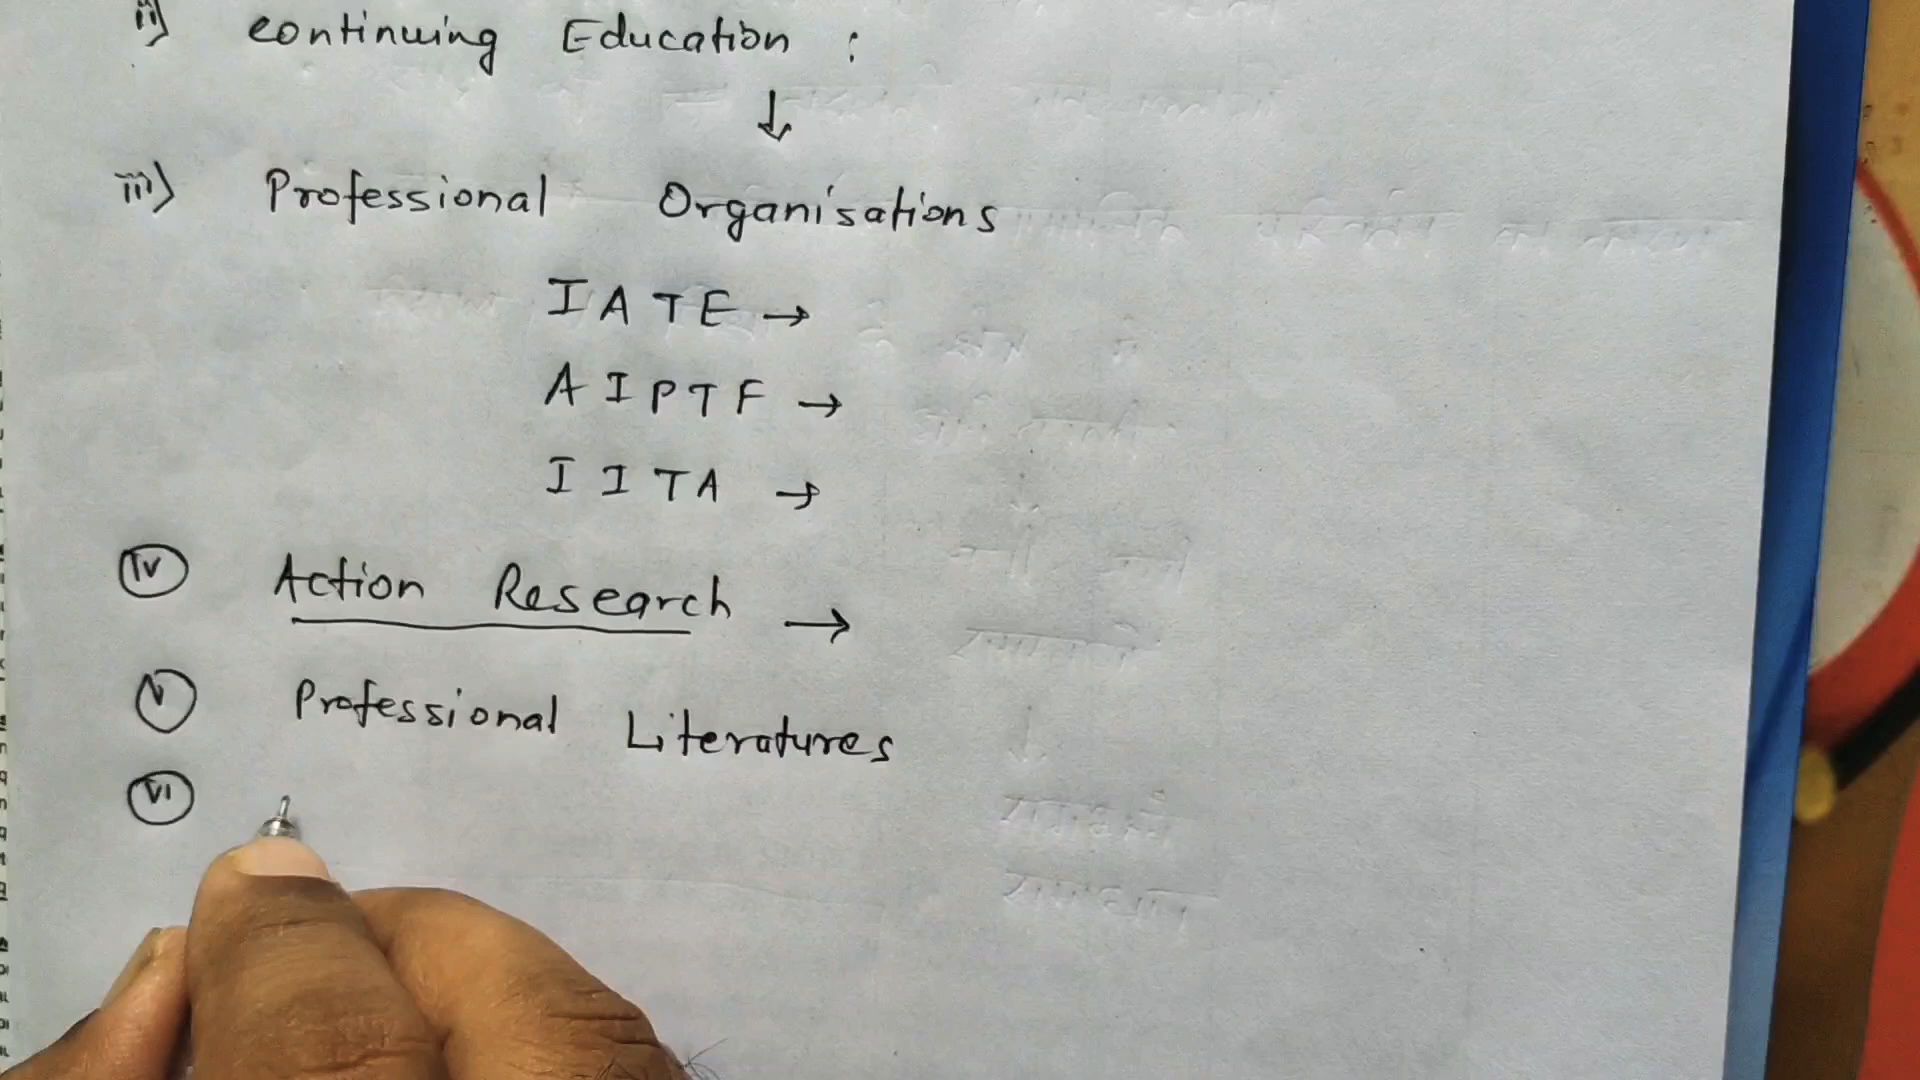 ii) continuing Education :
↓
iii) Professional Organisations
IATE →
AIPTF →
IITA →
iv Action Research →
v Professional Literatures
vi